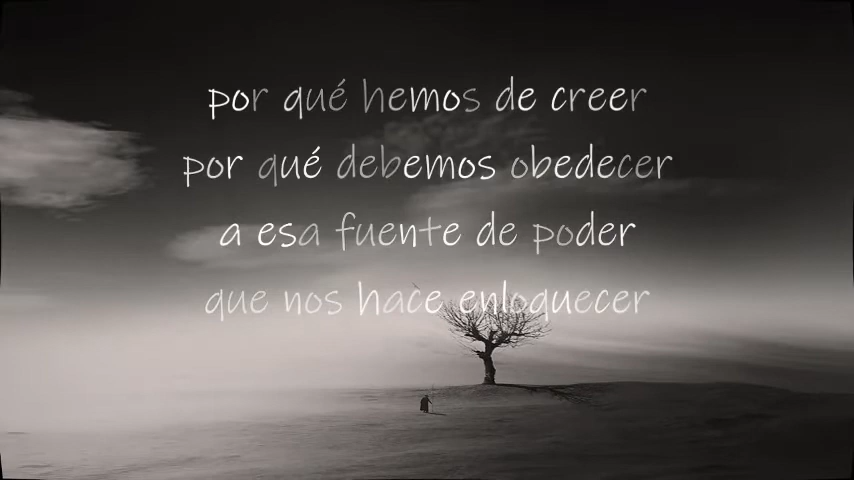 por qué hemos de creer
por qué debemos obedecer
a esa fuente de poder
que nos hace enloquecer